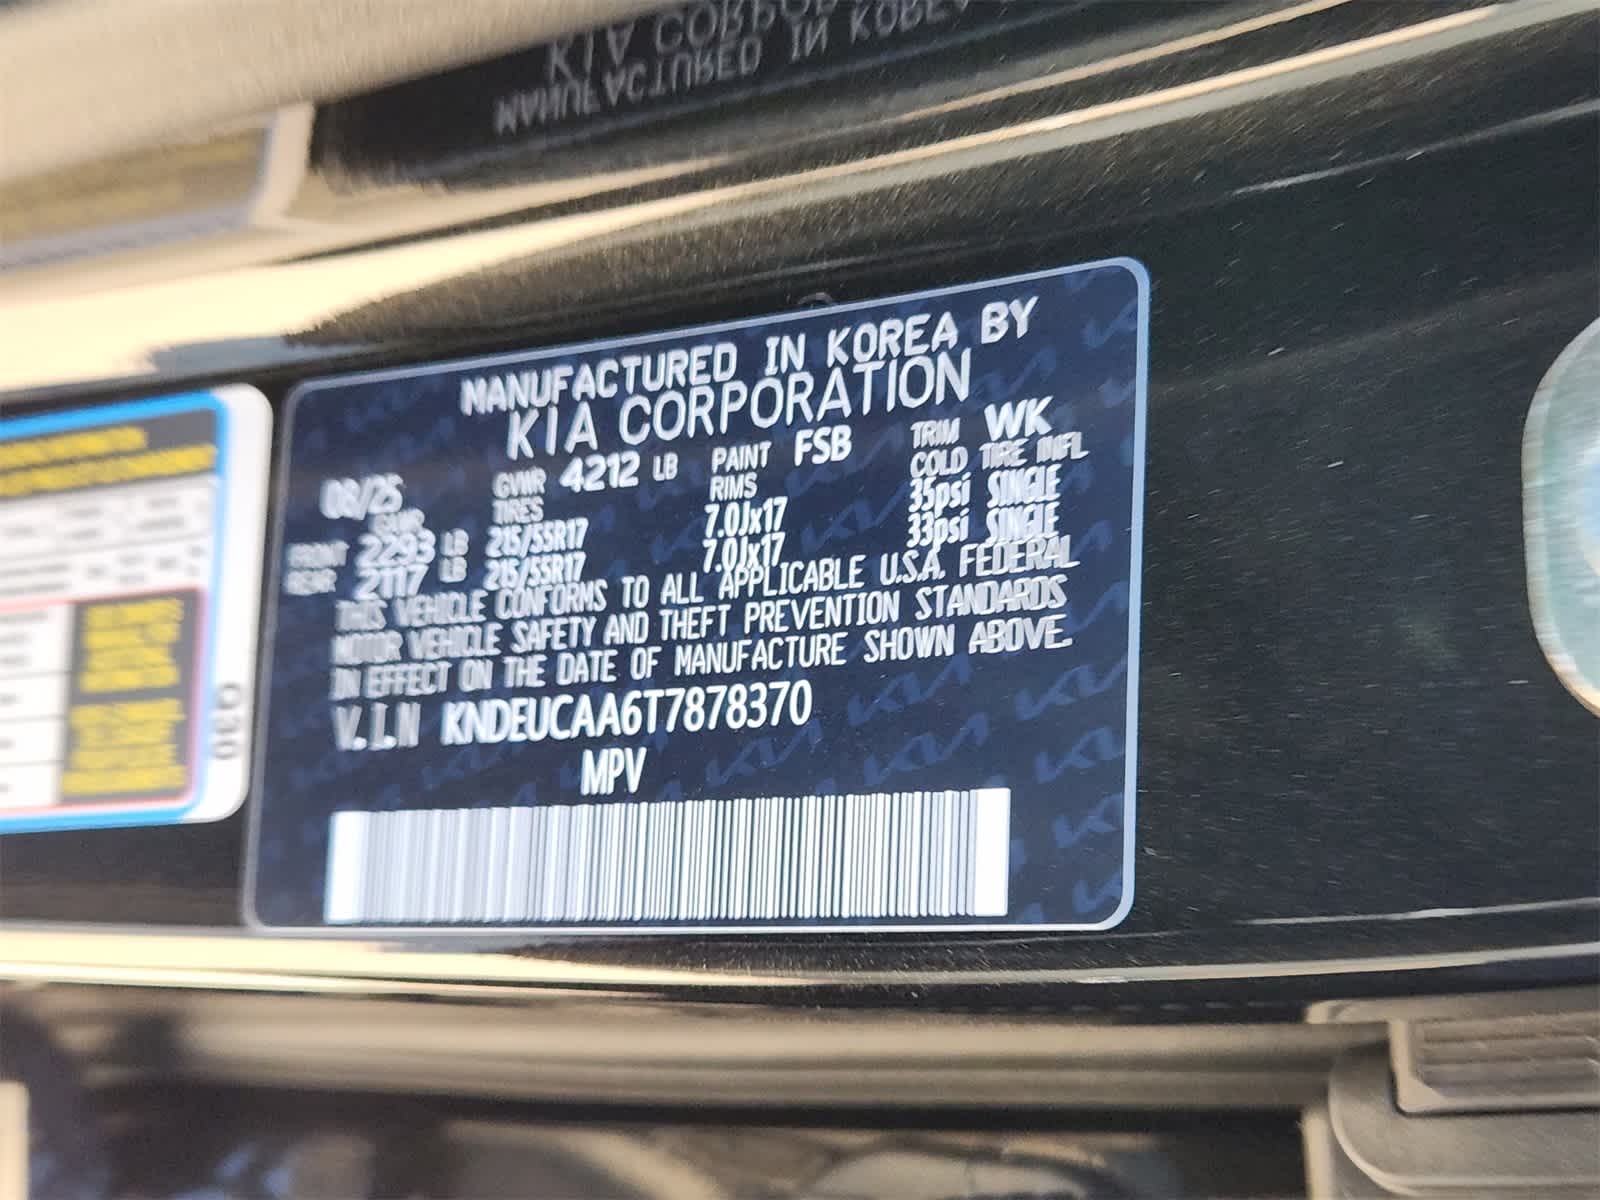 MANUFACTURED IN KOREA BY
KIA CORPORATION
08/25 GVWR 4212 LB PAINT FSB TRIM WK
GAWR TIRES RIMS COLD TIRE INFL
FRONT 2293 LB 215/55R17 7.0Jx17 35psi SINGLE
REAR 2117 LB 215/55R17 7.0Jx17 33psi SINGLE
THIS VEHICLE CONFORMS TO ALL APPLICABLE U.S.A. FEDERAL
MOTOR VEHICLE SAFETY AND THEFT PREVENTION STANDARDS
IN EFFECT ON THE DATE OF MANUFACTURE SHOWN ABOVE.
V.I.N KNDEUCAA6T7878370
MPV